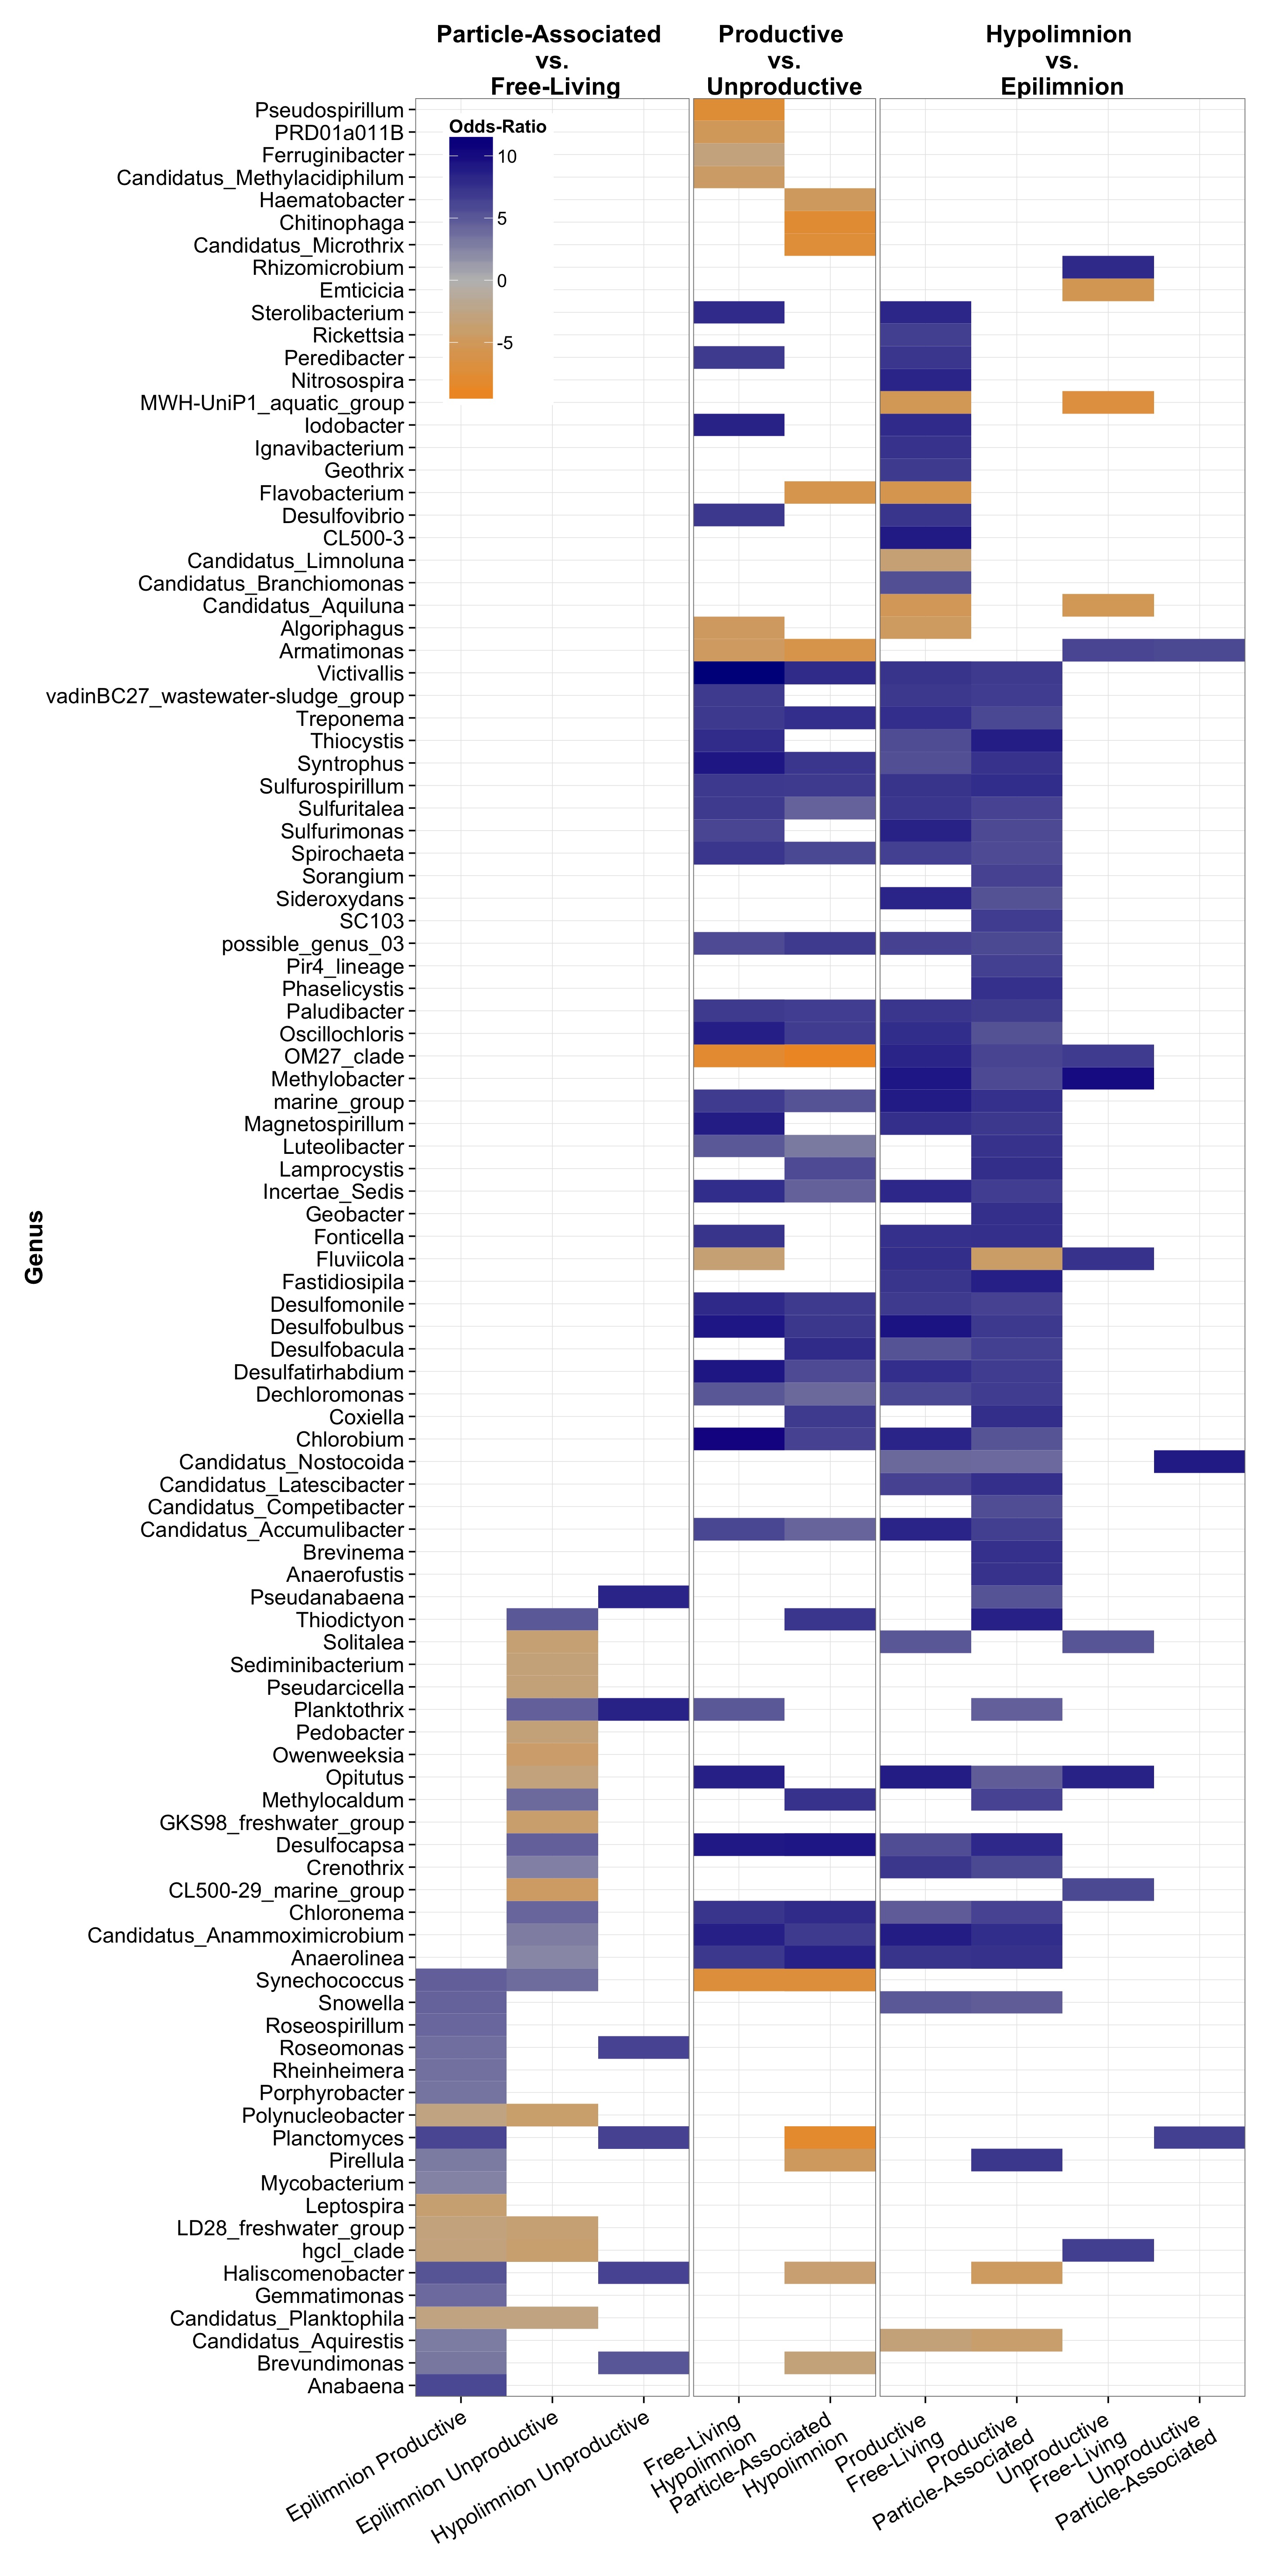 Particle-Associated
vs.
Free-Living
Productive
vs.
Unproductive
Hypolimnion
vs.
Epilimnion
Odds-Ratio
10
5
0
-5
Genus
Pseudospirillum
PRD01a011B
Ferruginibacter
Candidatus_Methylacidiphilum
Haematobacter
Chitinophaga
Candidatus_Microthrix
Rhizomicrobium
Emticicia
Sterolibacterium
Rickettsia
Peredibacter
Nitrosospira
MWH-UniP1_aquatic_group
Iodobacter
Ignavibacterium
Geothrix
Flavobacterium
Desulfovibrio
CL500-3
Candidatus_Limnoluna
Candidatus_Branchiomonas
Candidatus_Aquiluna
Algoriphagus
Armatimonas
Victivallis
vadinBC27_wastewater-sludge_group
Treponema
Thiocystis
Syntrophus
Sulfurospirillum
Sulfuritalea
Sulfurimonas
Spirochaeta
Sorangium
Sideroxydans
SC103
possible_genus_03
Pir4_lineage
Phaselicystis
Paludibacter
Oscillochloris
OM27_clade
Methylobacter
marine_group
Magnetospirillum
Luteolibacter
Lamprocystis
Incertae_Sedis
Geobacter
Fonticella
Fluviicola
Fastidiosipila
Desulfomonile
Desulfobulbus
Desulfobacula
Desulfatirhabdium
Dechloromonas
Coxiella
Chlorobium
Candidatus_Nostocoida
Candidatus_Latescibacter
Candidatus_Competibacter
Candidatus_Accumulibacter
Brevinema
Anaerofustis
Pseudanabaena
Thiodictyon
Solitalea
Sediminibacterium
Pseudarcicella
Planktothrix
Pedobacter
Owenweeksia
Opitutus
Methylocaldum
GKS98_freshwater_group
Desulfocapsa
Crenothrix
CL500-29_marine_group
Chloronema
Candidatus_Anammoximicrobium
Anaerolinea
Synechococcus
Snowella
Roseospirillum
Roseomonas
Rheinheimera
Porphyrobacter
Polynucleobacter
Planctomyces
Pirellula
Mycobacterium
Leptospira
LD28_freshwater_group
hgcI_clade
Haliscomenobacter
Gemmatimonas
Candidatus_Planktophila
Candidatus_Aquirestis
Brevundimonas
Anabaena
Epilimnion Productive
Epilimnion Unproductive
Hypolimnion Unproductive
Free-Living
Hypolimnion
Particle-Associated
Hypolimnion
Productive
Free-Living
Productive
Particle-Associated
Unproductive
Free-Living
Unproductive
Particle-Associated